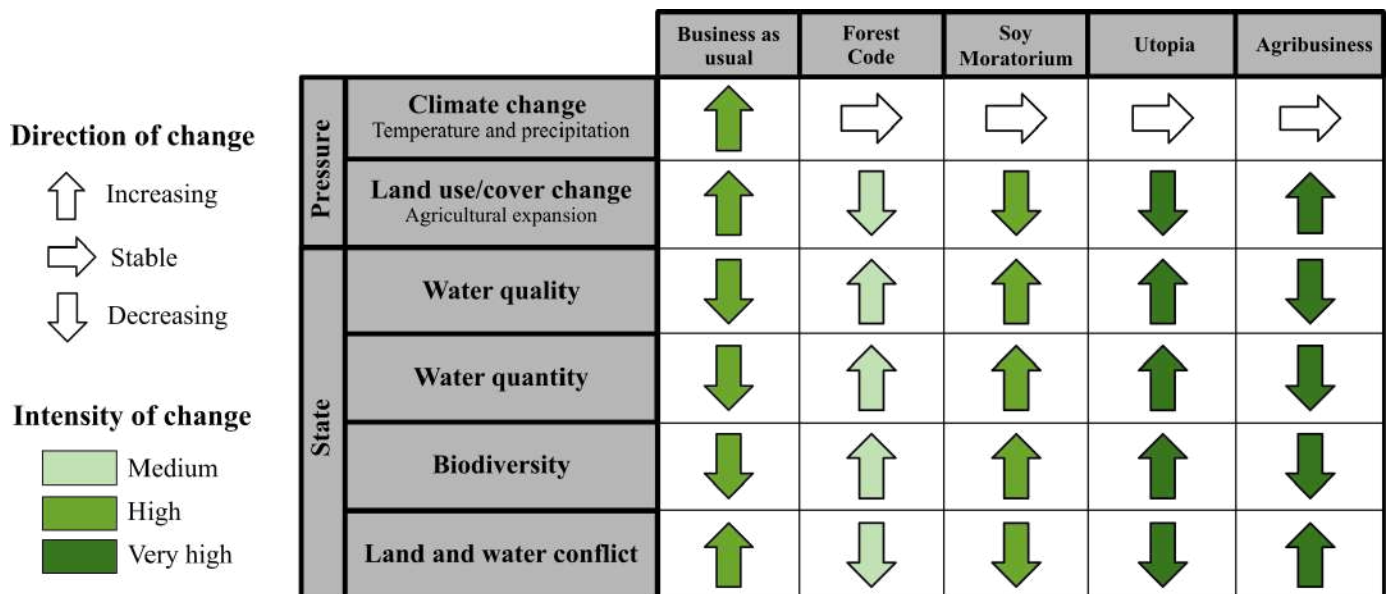 Business as
usual
Forest
Code
Soy
Moratorium
Utopia
Agribusiness
Direction of change
Increasing
Stable
Decreasing
Intensity of change
Medium
High
Very high
Pressure
Climate change
Temperature and precipitation
Land use/cover change
Agricultural expansion
State
Water quality
Water quantity
Biodiversity
Land and water conflict